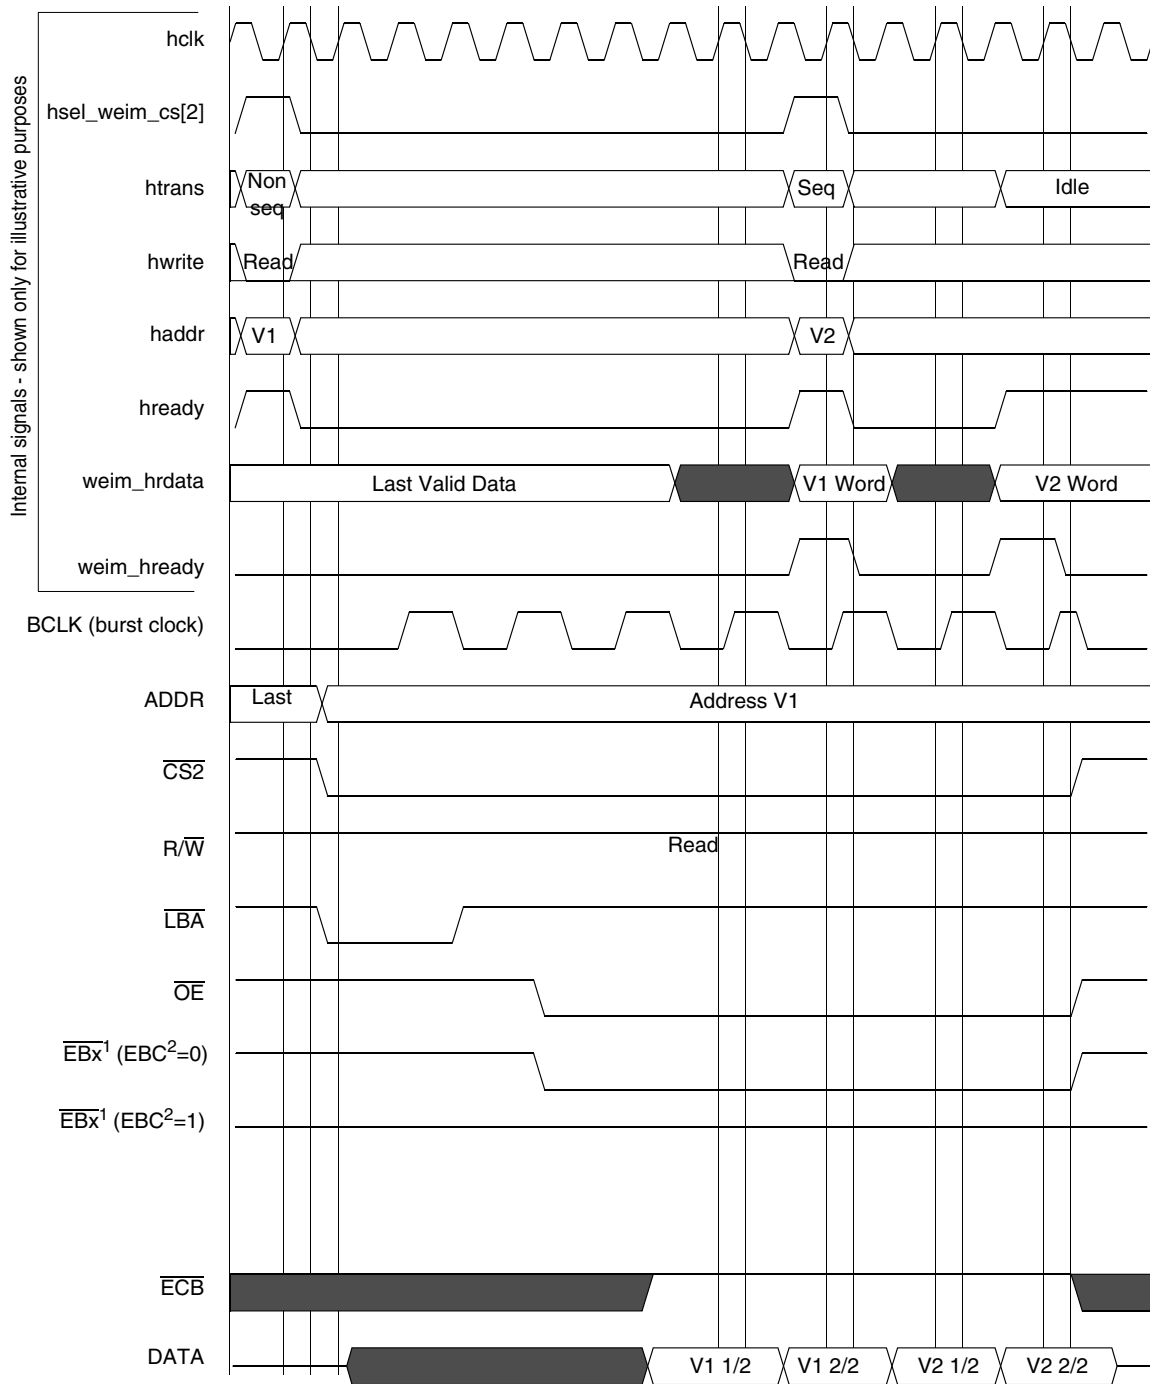 Internal signals - shown only for illustrative purposes
hclk
hsel_weim_cs[2]
htrans
Non
seq
Seq
Idle
hwrite
Read
Read
haddr
V1
V2
hready
weim_hrdata
Last Valid Data
V1 Word
V2 Word
weim_hready
BCLK (burst clock)
ADDR
Last
Address V1
CS2
R/W
Read
LBA
OE
EBx1 (EBC2=0)
EBx1 (EBC2=1)
ECB
DATA
V1 1/2
V1 2/2
V2 1/2
V2 2/2